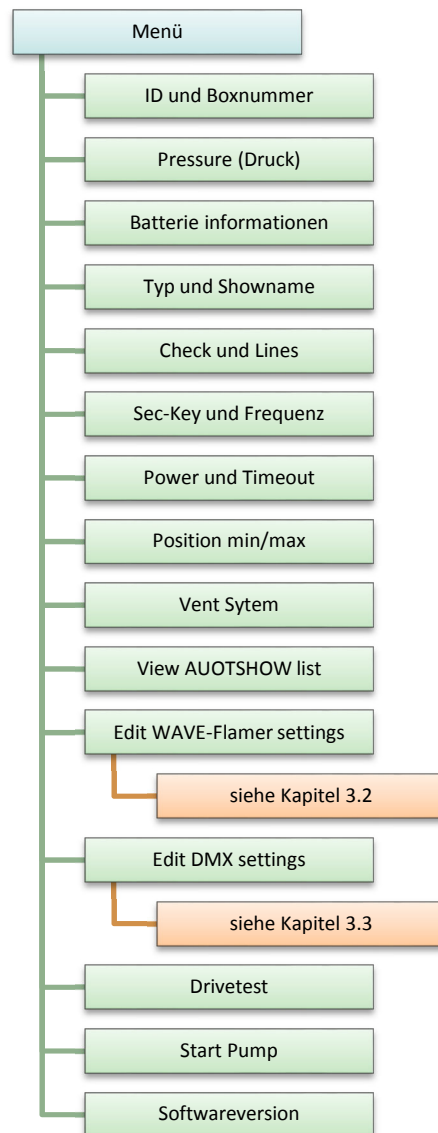 Menü
ID und Boxnummer
Pressure (Druck)
Batterie informationen
Typ und Showname
Check und Lines
Sec-Key und Frequenz
Power und Timeout
Position min/max
Vent Sytem
View AUOTSHOW list
Edit WAVE-Flamer settings
siehe Kapitel 3.2
Edit DMX settings
siehe Kapitel 3.3
Drivetest
Start Pump
Softwareversion